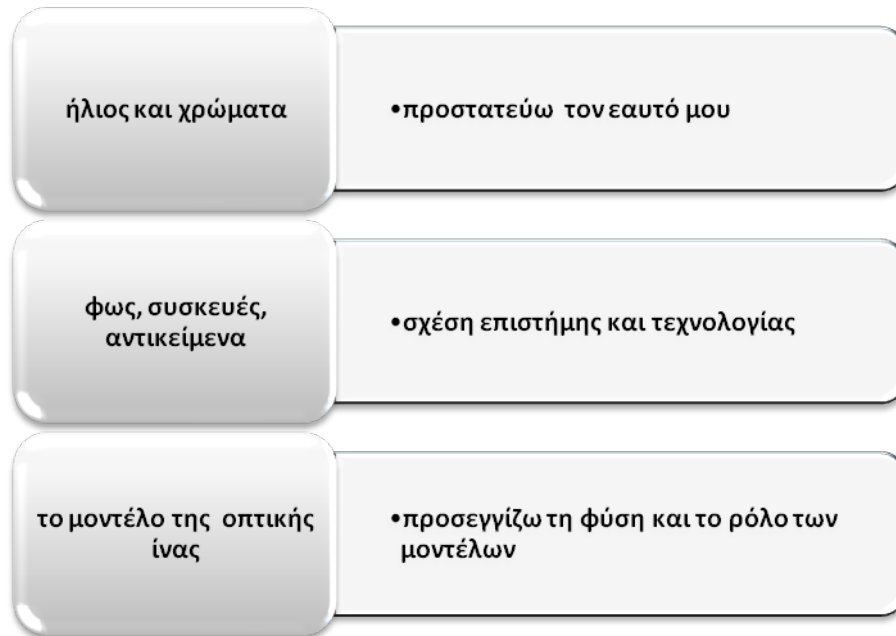 ήλιος και χρώματα
•προστατεύω τον εαυτό μου
φως, συσκευές,
αντικείμενα
•σχέση επιστήμης και τεχνολογίας
το μοντέλο της οπτικής
ίνας
•προσεγγίζω τη φύση και το ρόλο των
μοντέλων